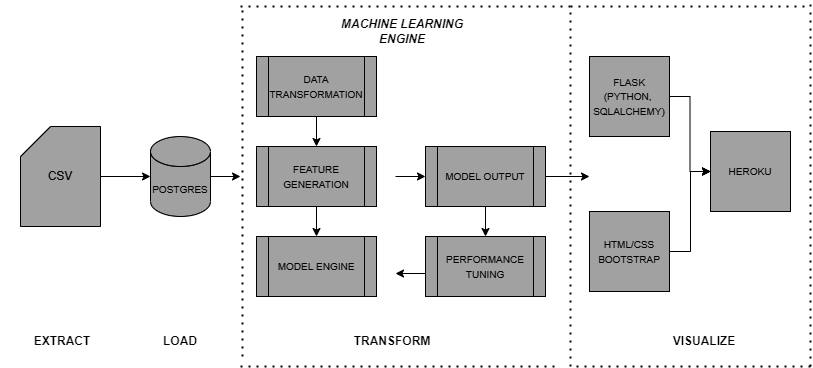 MACHINE LEARNING
ENGINE
DATA
TRANSFORMATION
FLASK
(PYTHON,
SQLALCHEMY)
CSV
POSTGRES
FEATURE
GENERATION
MODEL OUTPUT
HEROKU
MODEL ENGINE
PERFORMANCE
TUNING
HTML/CSS
BOOTSTRAP
EXTRACT
LOAD
TRANSFORM
VISUALIZE